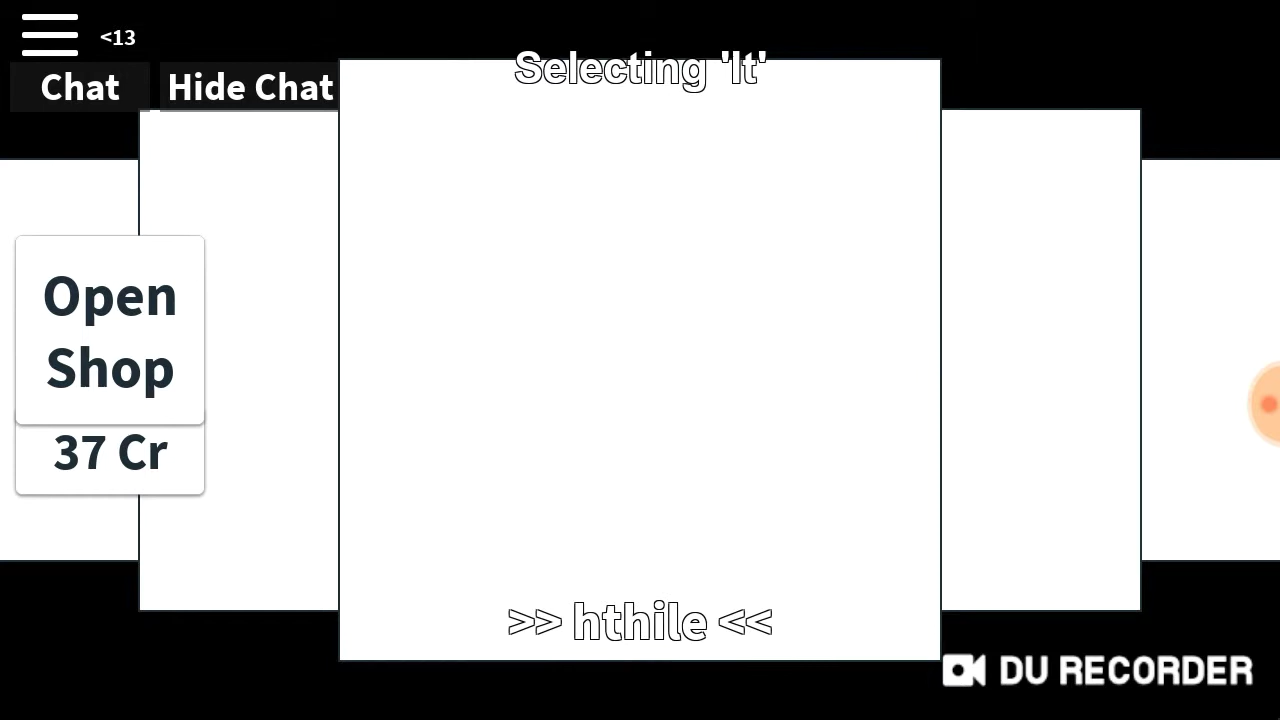 <13
Chat Hide Chat
Selecting 'It'
Open
Shop
37 Cr
>> hthile <<
DU RECORDER